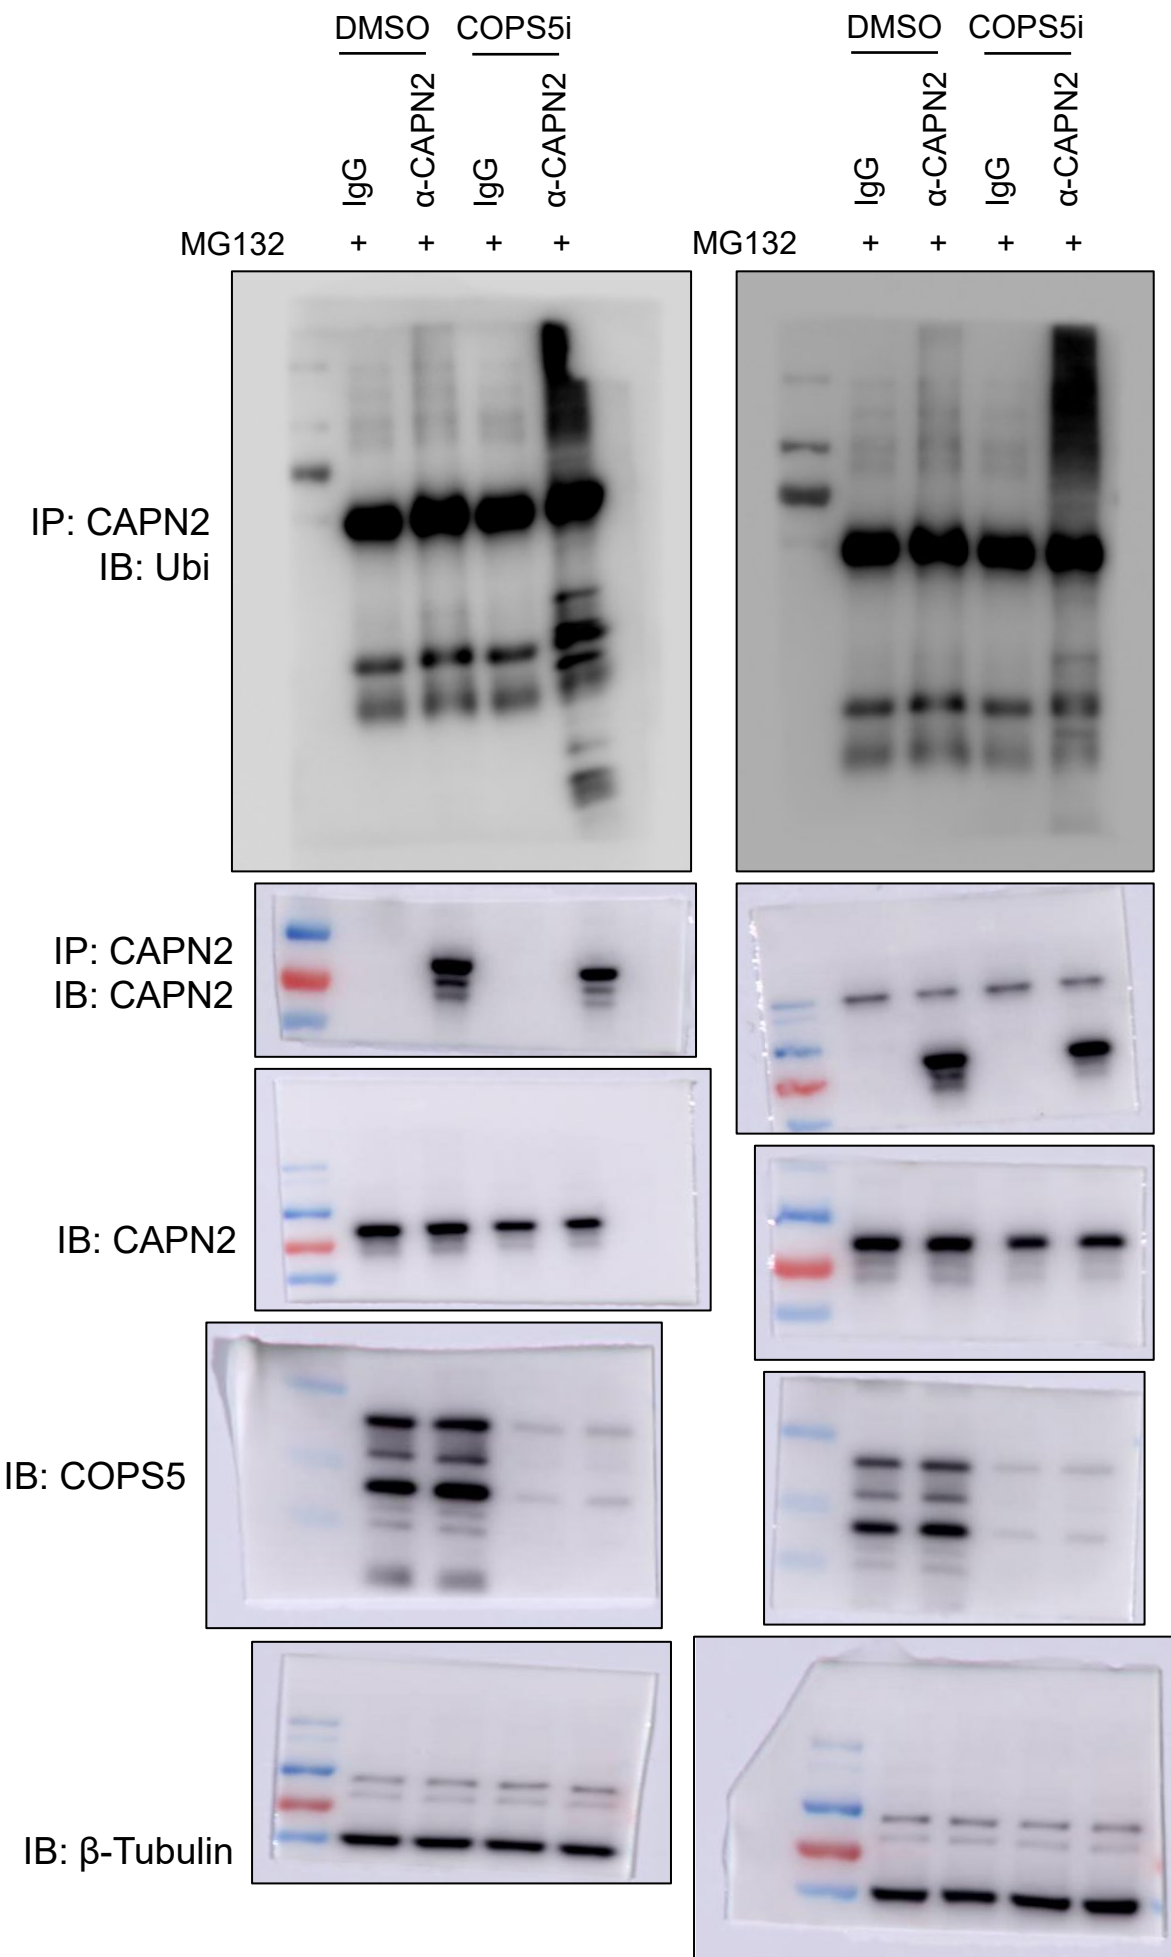 DMSO COPS5i DMSO COPS5i
IgG α-CAPN2 IgG α-CAPN2 IgG α-CAPN2 IgG α-CAPN2
MG132 + + + + MG132 + + + +
IP: CAPN2
IB: Ubi
IP: CAPN2
IB: CAPN2
IB: CAPN2
IB: COPS5
IB: β-Tubulin